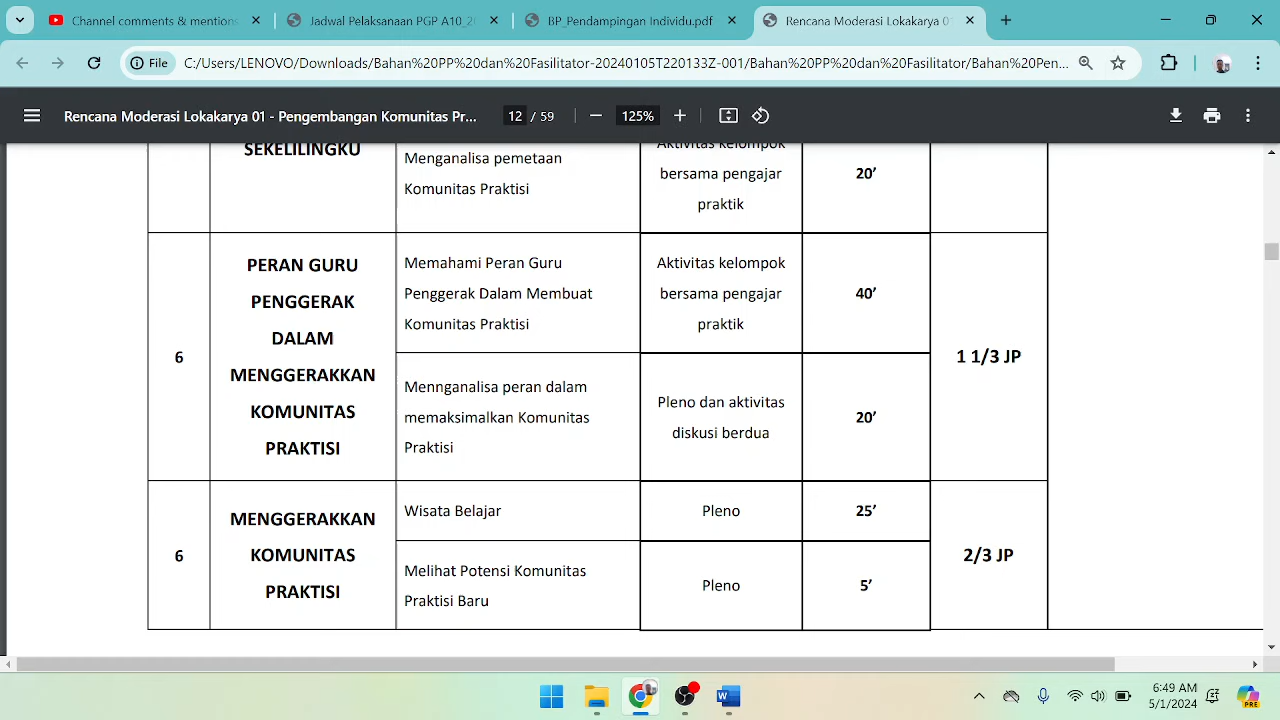 Channel comments & mentions
Jadwal Pelaksanaan PGP A10_2
BP_Pendampingan Individu.pdf
Rencana Moderasi Lokakarya 01
File
C:/Users/LENOVO/Downloads/Bahan%20PP%20dan%20Fasilitator-20240105T220133Z-001/Bahan%20PP%20dan%20Fasilitator/Bahan%20Pen...
Rencana Moderasi Lokakarya 01 - Pengembangan Komunitas Pr...
12 / 59
125%
SEKELILINGKU
Menganalisa pemetaan
Komunitas Praktisi
Aktivitas kelompok
bersama pengajar
praktik
20’
6
PERAN GURU
PENGGERAK
DALAM
MENGGERAKKAN
KOMUNITAS
PRAKTISI
Memahami Peran Guru
Penggerak Dalam Membuat
Komunitas Praktisi
Aktivitas kelompok
bersama pengajar
praktik
40’
1 1/3 JP
Mennganalisa peran dalam
memaksimalkan Komunitas
Praktisi
Pleno dan aktivitas
diskusi berdua
20’
6
MENGGERAKKAN
KOMUNITAS
PRAKTISI
Wisata Belajar
Pleno
25’
2/3 JP
Melihat Potensi Komunitas
Praktisi Baru
Pleno
5’
6:49 AM
5/1/2024
PRE